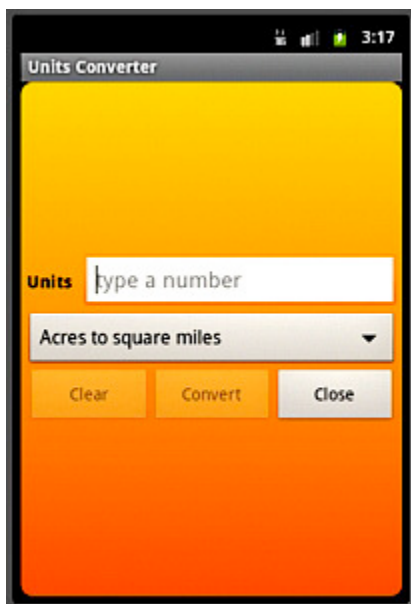 3:17
Units Converter
Units type a number
Acres to square miles
Clear Convert Close